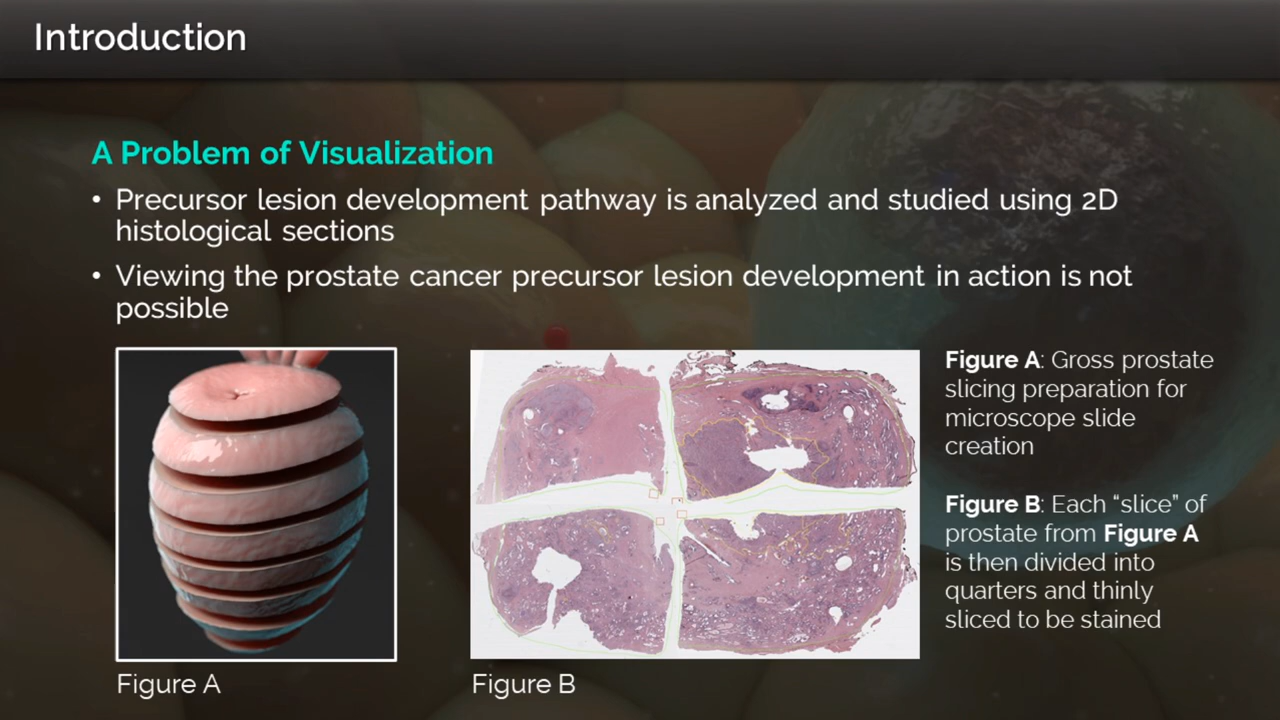 Introduction
A Problem of Visualization
• Precursor lesion development pathway is analyzed and studied using 2D
histological sections
• Viewing the prostate cancer precursor lesion development in action is not
possible
Figure A: Gross prostate
slicing preparation for
microscope slide
creation
Figure B: Each “slice” of
prostate from Figure A
is then divided into
quarters and thinly
sliced to be stained
Figure A
Figure B